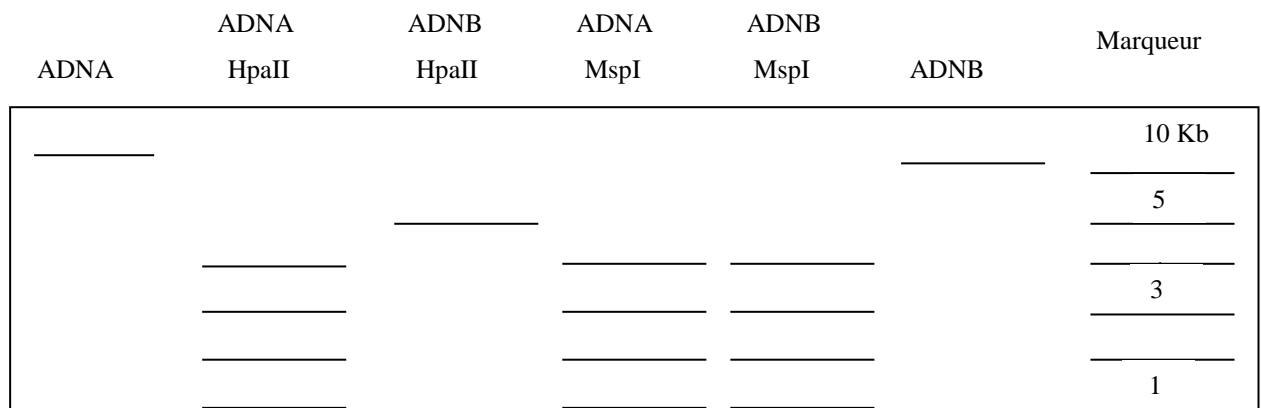 ADNA ADNB ADNA ADNB
Marqueur
ADNA HpaII HpaII MspI MspI ADNB
10 Kb
5
3
1